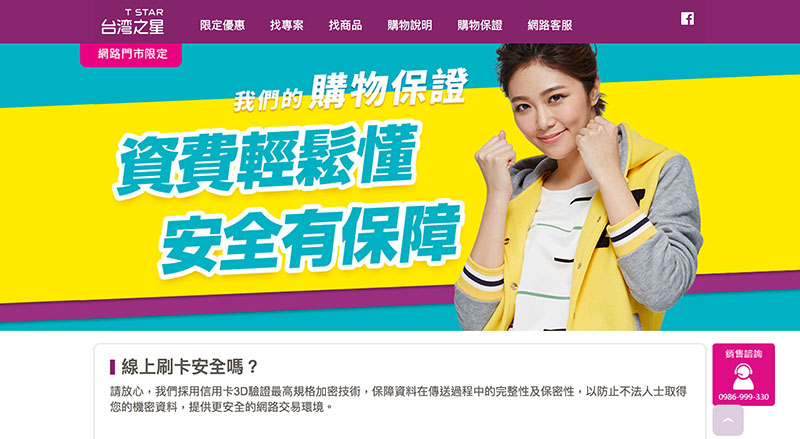 T STAR
台湾之星
限定優惠 找專案 找商品 購物說明 購物保證 網路客服
網路門市限定
我們的 購物保證
資費輕鬆懂
安全有保障
線上刷卡安全嗎？
請放心，我們採用信用卡3D驗證最高規格加密技術，保障資料在傳送過程中的完整性及保密性，以防止不法人士取得
您的機密資料，提供更安全的網路交易環境。
銷售諮詢
0986-999-330